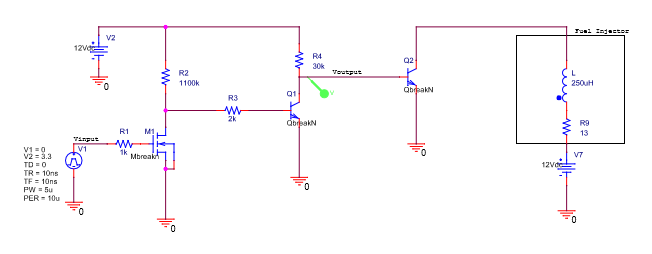 Fuel Injector
V2
12Vdc
R2
1100k
R4
30k
Voutput
Q2
QbreakN
L
250uH
R9
13
V
Q1
QbreakN
R3
2k
Vinput
R1
1k
M1
MbreakN
V1
V1 = 0
V2 = 3.3
TD = 0
TR = 10ns
TF = 10ns
PW = 5u
PER = 10u
V7
12Vdc
0
0
0
0
0
0